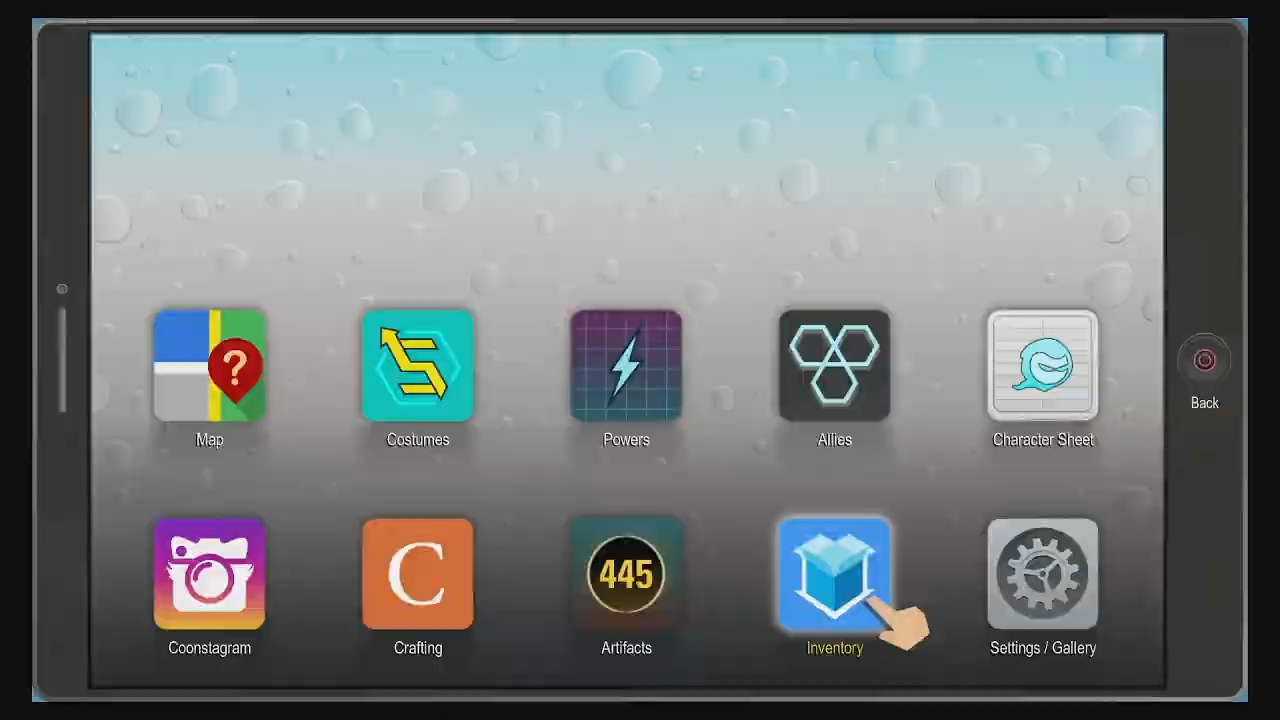 ?
Map
Costumes
Powers
Allies
Character Sheet
Back
C
445
Coonstagram
Crafting
Artifacts
Inventory
Settings / Gallery